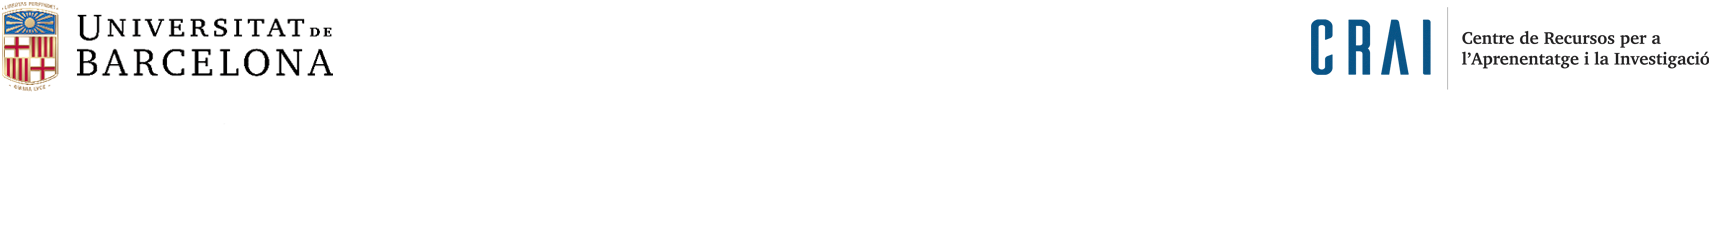 UNIVERSITAT DE
BARCELONA
CRAI
Centre de Recursos per a
l'Aprenentatge i la Investigació